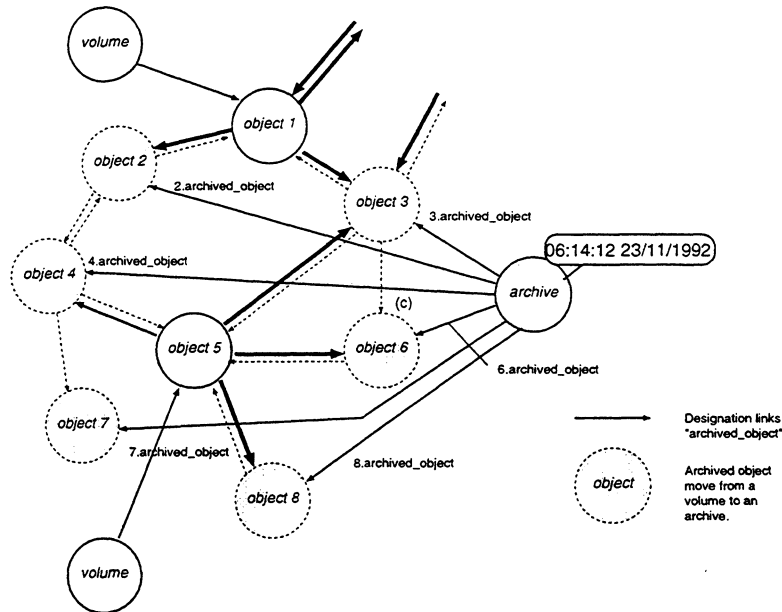 volume
object 1
object 2
2.archived_object
object 3
3.archived_object
06:14:12 23/11/1992
4.archived_object
object 4
archive
(c)
object 5
object 6
6.archived_object
object 7
7.archived_object
8.archived_object
object 8
volume
Designation links
"archived_object"
object
Archived object
move from a
volume to an
archive.